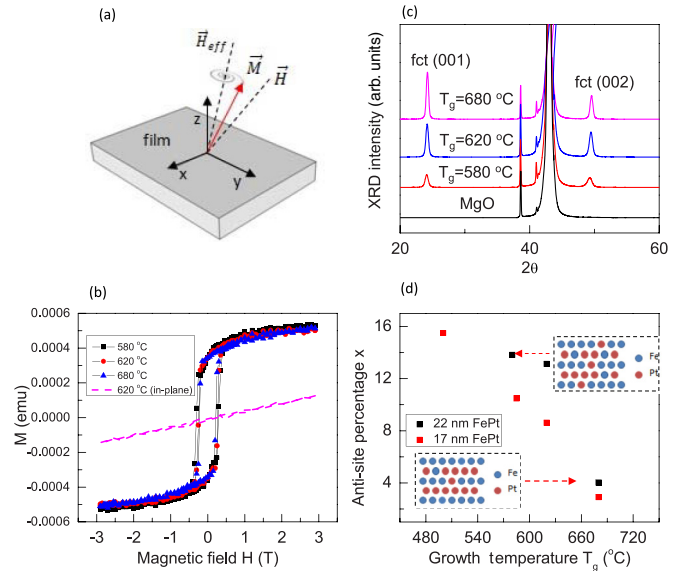 (a)
H⃗eff
M⃗
H⃗
z
film
x
y
(b)
0.0006
0.0004
0.0002
0.0000
-0.0002
-0.0004
-0.0006
M (emu)
580 °C
620 °C
680 °C
620 °C (in-plane)
-3 -2 -1 0 1 2 3
Magnetic field H (T)
(c)
XRD intensity (arb. units)
fct (001)
fct (002)
Tg=680 °C
Tg=620 °C
Tg=580 °C
MgO
20 40 60
2θ
(d)
Anti-site percentage x
16
12
8
4
Fe
Pt
22 nm FePt
17 nm FePt
Fe
Pt
480 540 600 660 720
Growth temperature Tg (°C)